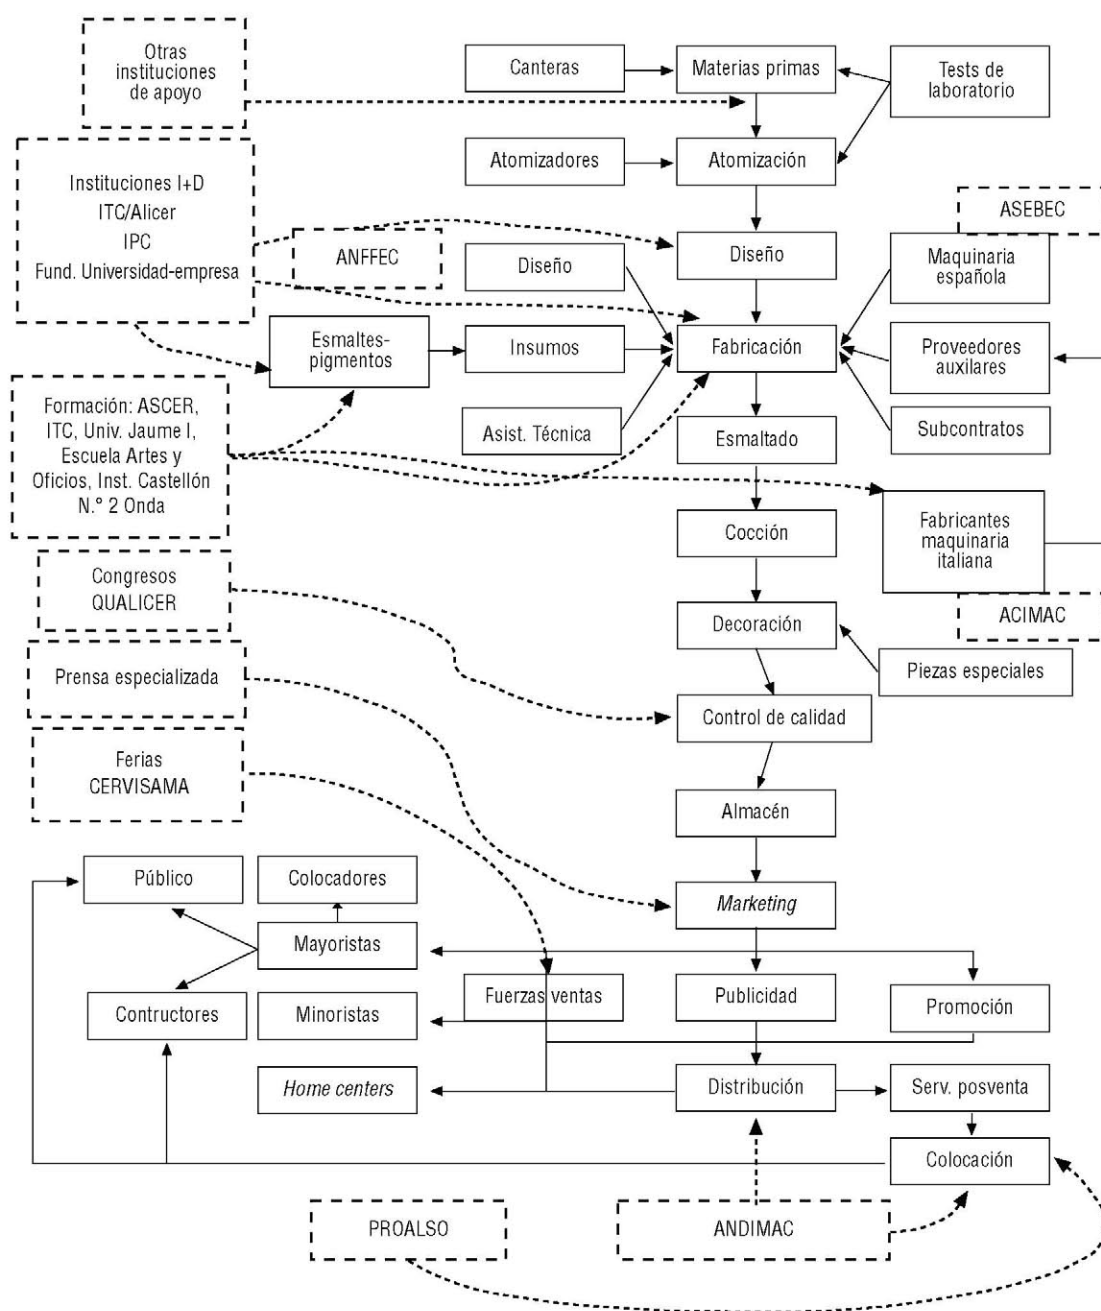 Otras
instituciones
de apoyo
Canteras
Materias primas
Tests de
laboratorio
Atomizadores
Atomización
Instituciones I+D
ITC/Alicer
IPC
Fund. Universidad-empresa
ASEBEC
ANFFEC
Diseño
Diseño
Maquinaria
española
Esmaltes-
pigmentos
Insumos
Fabricación
Proveedores
auxilares
Formación: ASCER,
ITC, Univ. Jaume I,
Escuela Artes y
Oficios, Inst. Castellón
N.° 2 Onda
Asist. Técnica
Esmaltado
Subcontratos
Cocción
Fabricantes
maquinaria
italiana
Congresos
QUALICER
Decoración
ACIMAC
Prensa especializada
Piezas especiales
Control de calidad
Ferias
CERVISAMA
Almacén
Público
Colocadores
Marketing
Mayoristas
Contructores
Minoristas
Fuerzas ventas
Publicidad
Promoción
Home centers
Distribución
Serv. posventa
Colocación
PROALSO
ANDIMAC